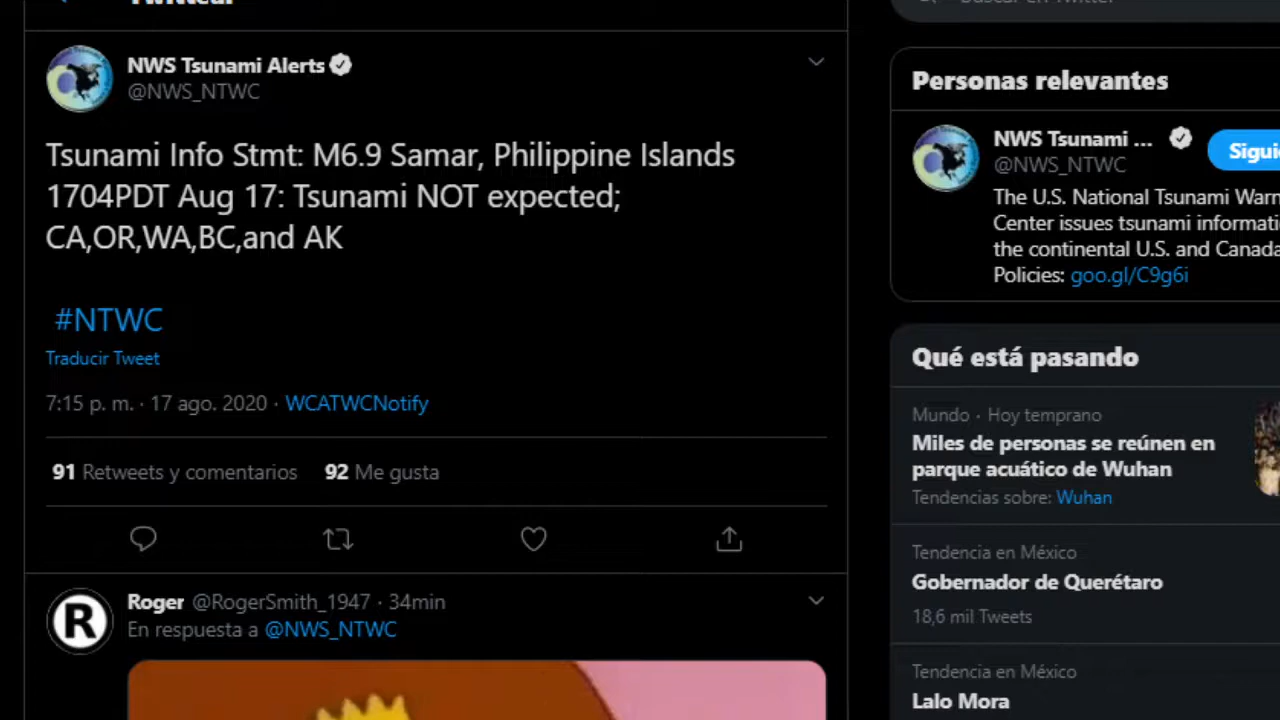 NWS Tsunami Alerts
@NWS_NTWC
Tsunami Info Stmt: M6.9 Samar, Philippine Islands
1704PDT Aug 17: Tsunami NOT expected;
CA,OR,WA,BC,and AK
#NTWC
Traducir Tweet
7:15 p. m. · 17 ago. 2020 · WCATWCNotify
91 Retweets y comentarios 92 Me gusta
R
Roger @RogerSmith_1947 · 34min
En respuesta a @NWS_NTWC
Personas relevantes
NWS Tsunami ...
@NWS_NTWC
Sigui
The U.S. National Tsunami Warn
Center issues tsunami informati
the continental U.S. and Canada
Policies: goo.gl/C9g6i
Qué está pasando
Mundo · Hoy temprano
Miles de personas se reúnen en
parque acuático de Wuhan
Tendencias sobre: Wuhan
Tendencia en México
Gobernador de Querétaro
18,6 mil Tweets
Tendencia en México
Lalo Mora